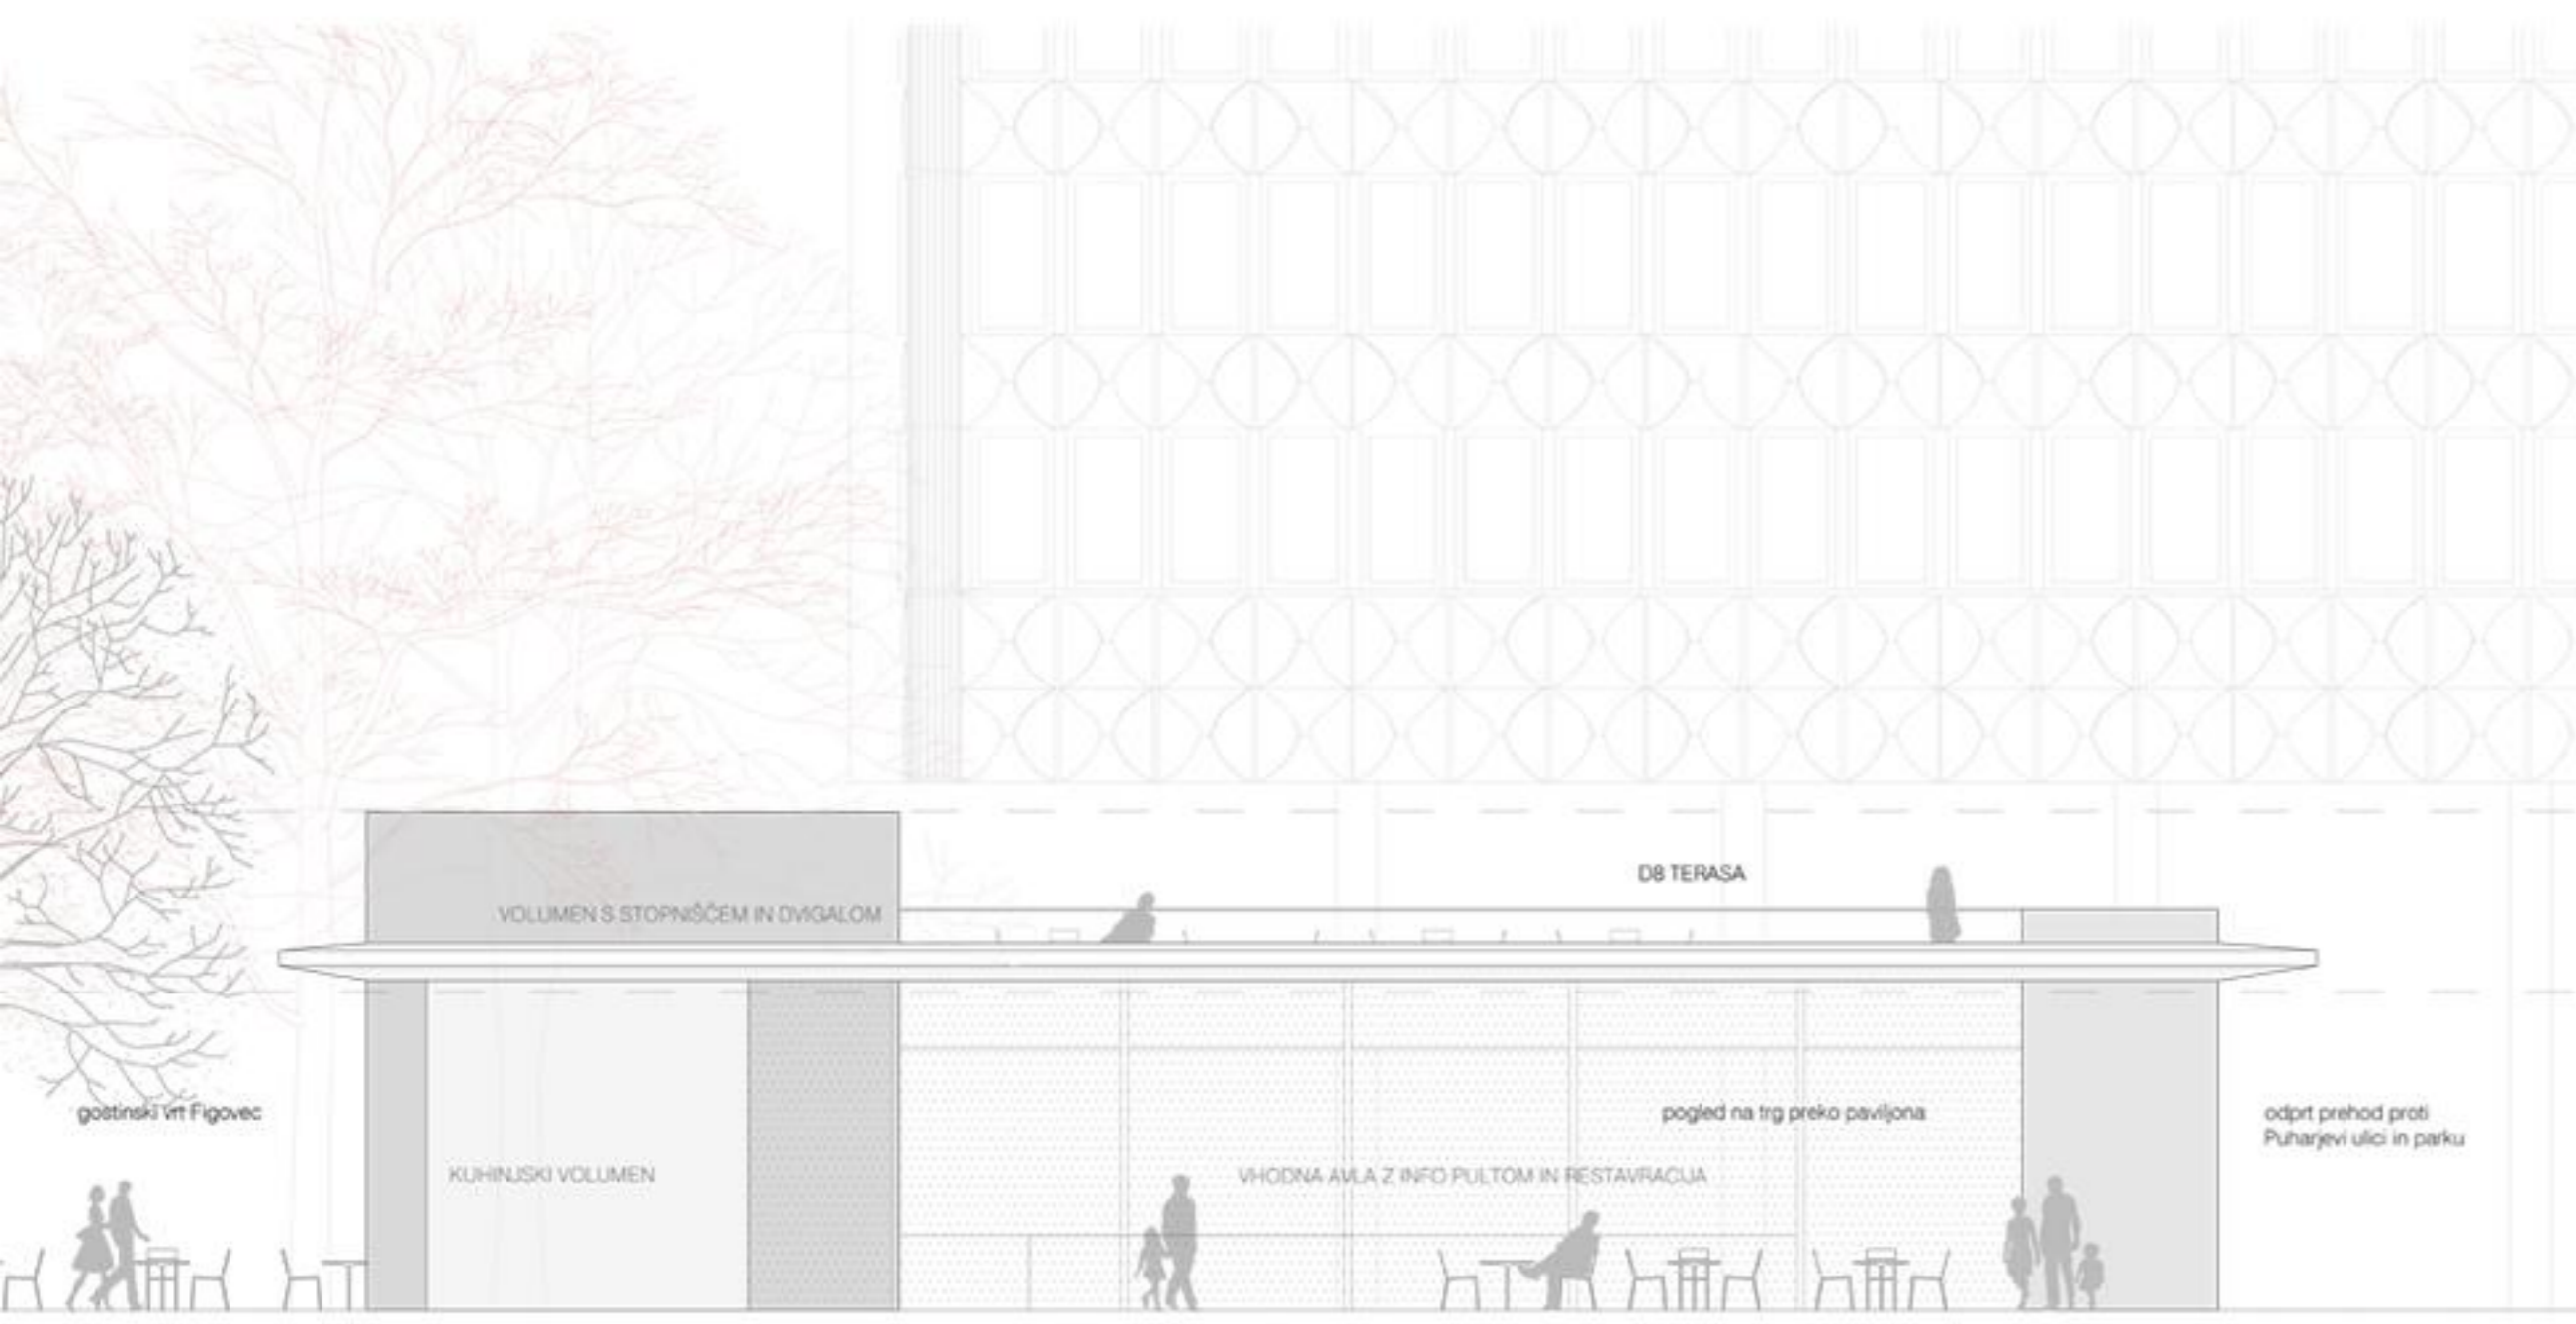 D8 TERASA
VOLUMEN S STOPNIŠČEM IN DVIGALOM
gostinski vrt Figovec
pogled na trg preko paviljona
odprt prehod proti
Puharjevi ulici in parku
KUHINJSKI VOLUMEN
VHODNA AVLA Z INFO PULTOM IN RESTAVRACIJA